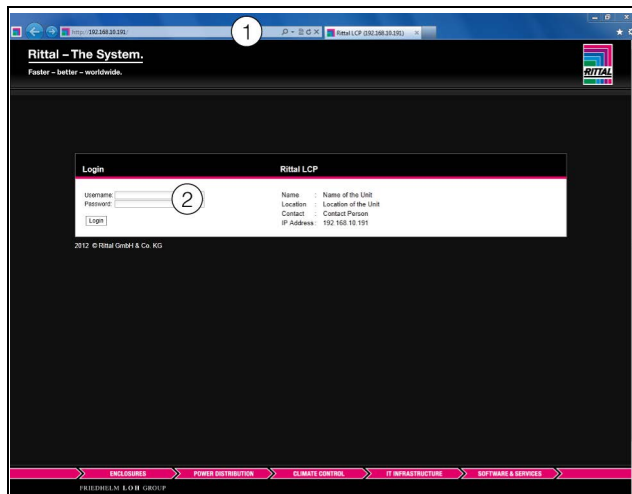 http://192.168.10.191/
1
Rittal LCP (192.168.10.191)
Rittal – The System.
Faster – better – worldwide.
RITTAL
Login
Rittal LCP
Username:
Password:
2
Login
Name : Name of the Unit
Location : Location of the Unit
Contact : Contact Person
IP Address : 192.168.10.191
2012 © Rittal GmbH & Co. KG
ENCLOSURES
POWER DISTRIBUTION
CLIMATE CONTROL
IT INFRASTRUCTURE
SOFTWARE & SERVICES
FRIEDHELM LOH GROUP